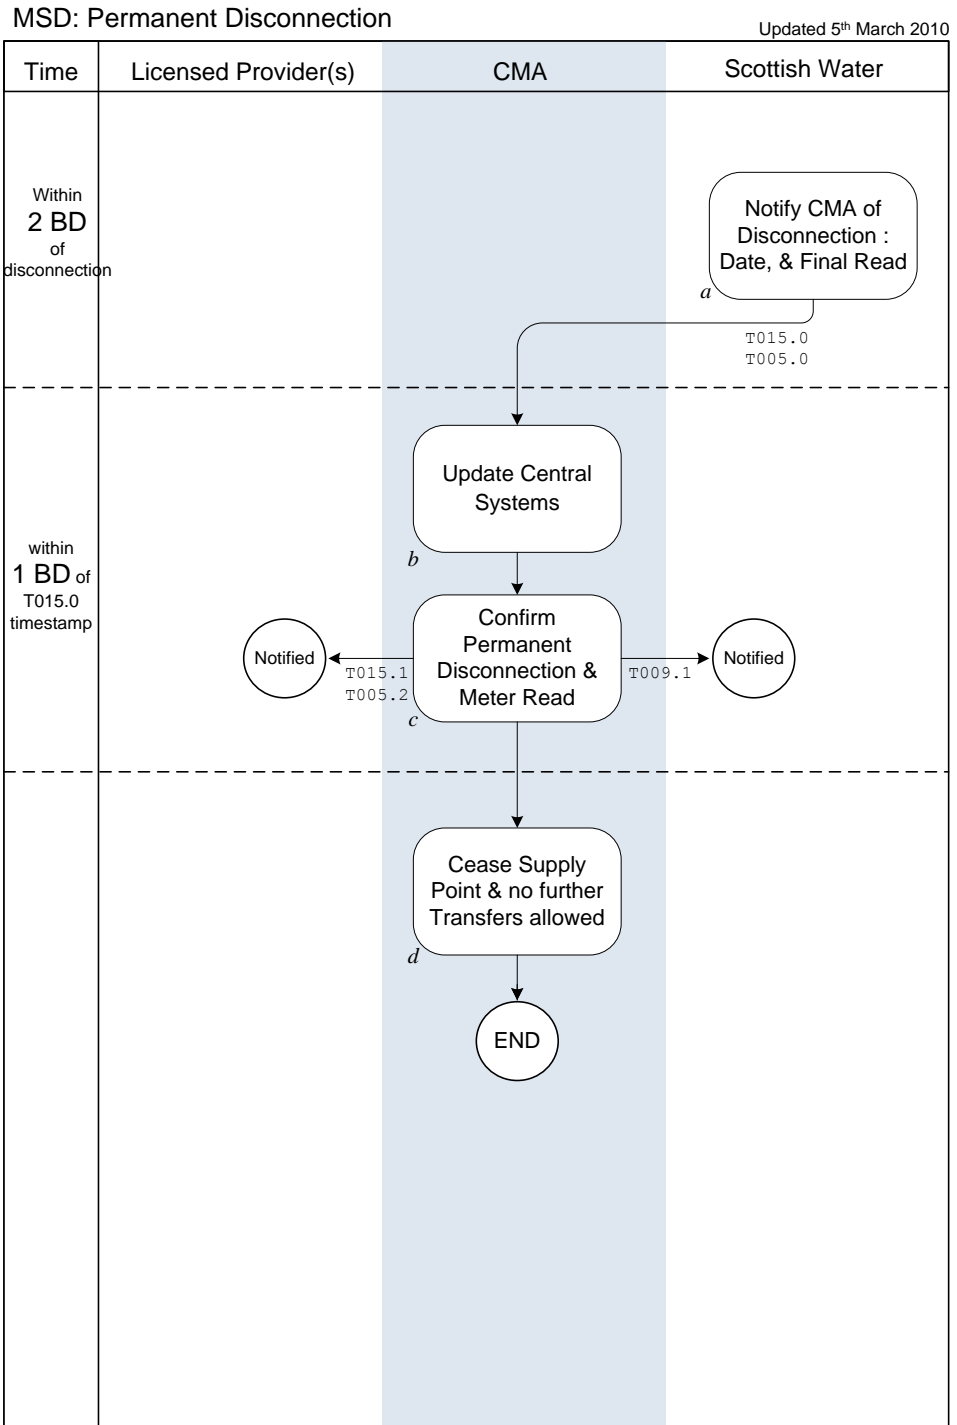 MSD: Permanent Disconnection
Updated 5th March 2010
Time
Licensed Provider(s)
CMA
Scottish Water
Within
2 BD
of
disconnection
Notify CMA of
Disconnection :
Date, & Final Read
a
T015.0
T005.0
Update Central
Systems
b
within
1 BD of
T015.0
timestamp
Confirm
Permanent
Disconnection &
Meter Read
c
Notified
T015.1
T005.2
T009.1
Notified
Cease Supply
Point & no further
Transfers allowed
d
END